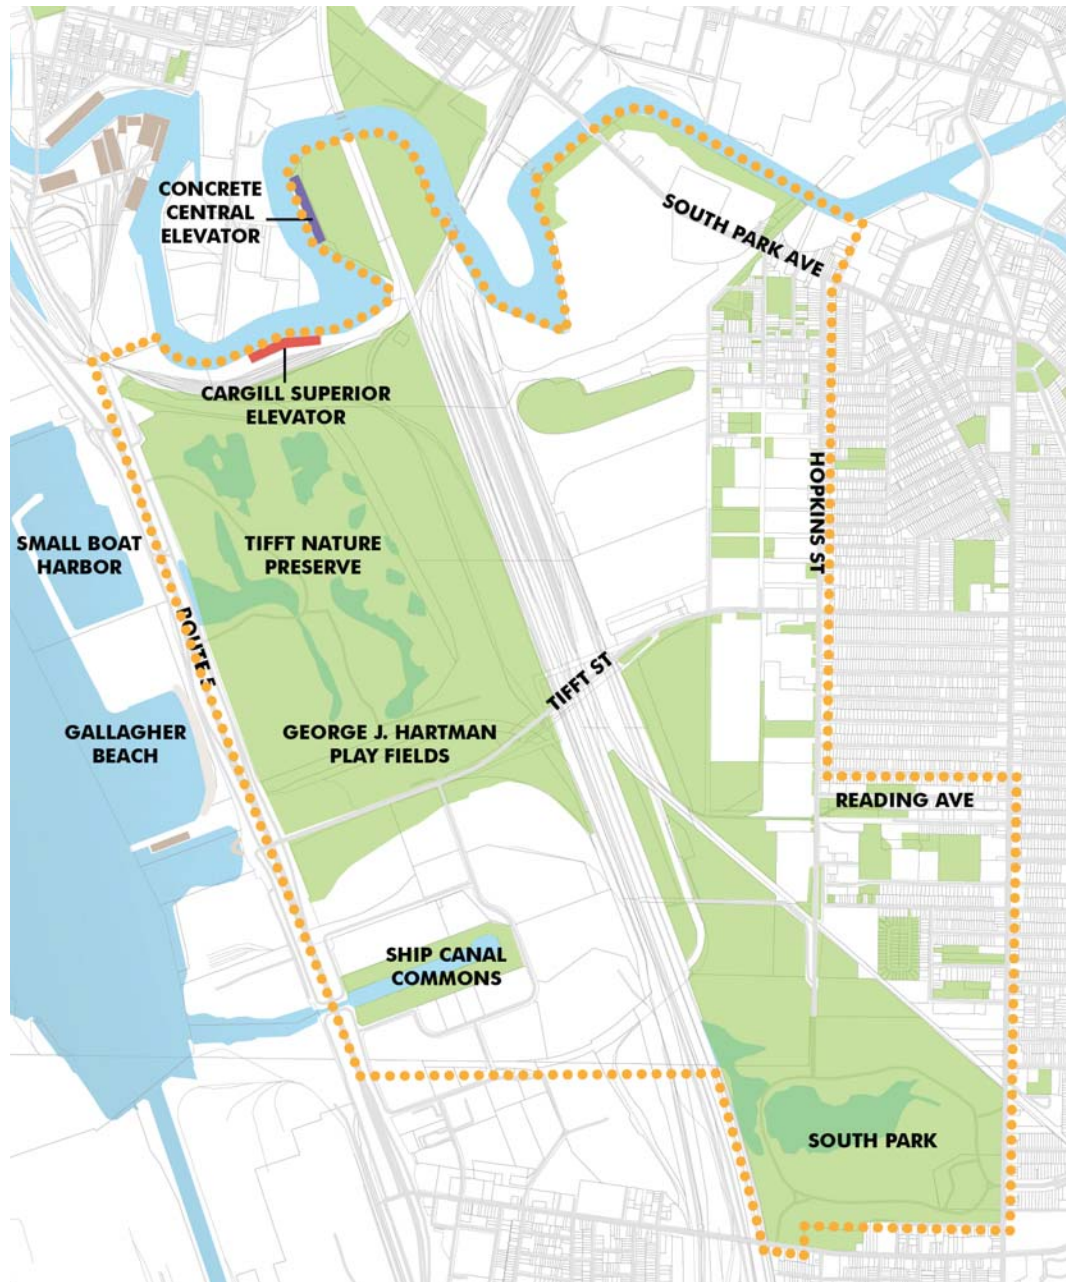 CONCRETE
CENTRAL
ELEVATOR
SOUTH PARK AVE
CARGILL SUPERIOR
ELEVATOR
HOPKINS ST
SMALL BOAT
HARBOR
TIFFT NATURE
PRESERVE
ROUTE 5
TIFFT ST
GALLAGHER
BEACH
GEORGE J. HARTMAN
PLAY FIELDS
READING AVE
SHIP CANAL
COMMONS
SOUTH PARK